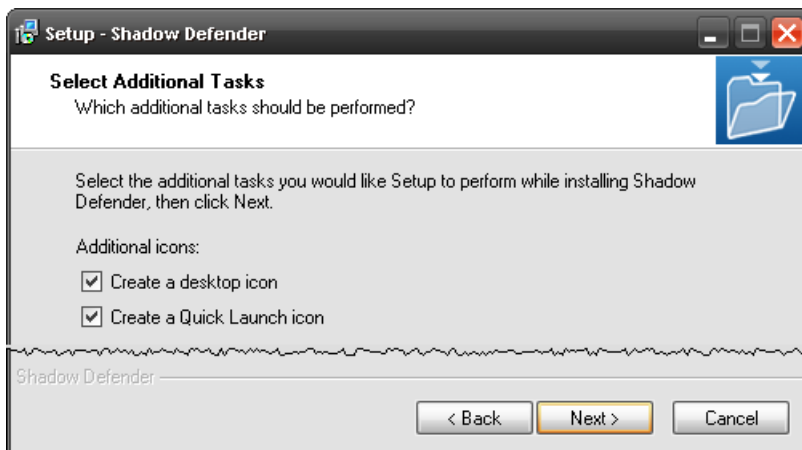 Setup - Shadow Defender
Select Additional Tasks
Which additional tasks should be performed?
Select the additional tasks you would like Setup to perform while installing Shadow
Defender, then click Next.
Additional icons:
Create a desktop icon
Create a Quick Launch icon
Shadow Defender
< Back
Next >
Cancel